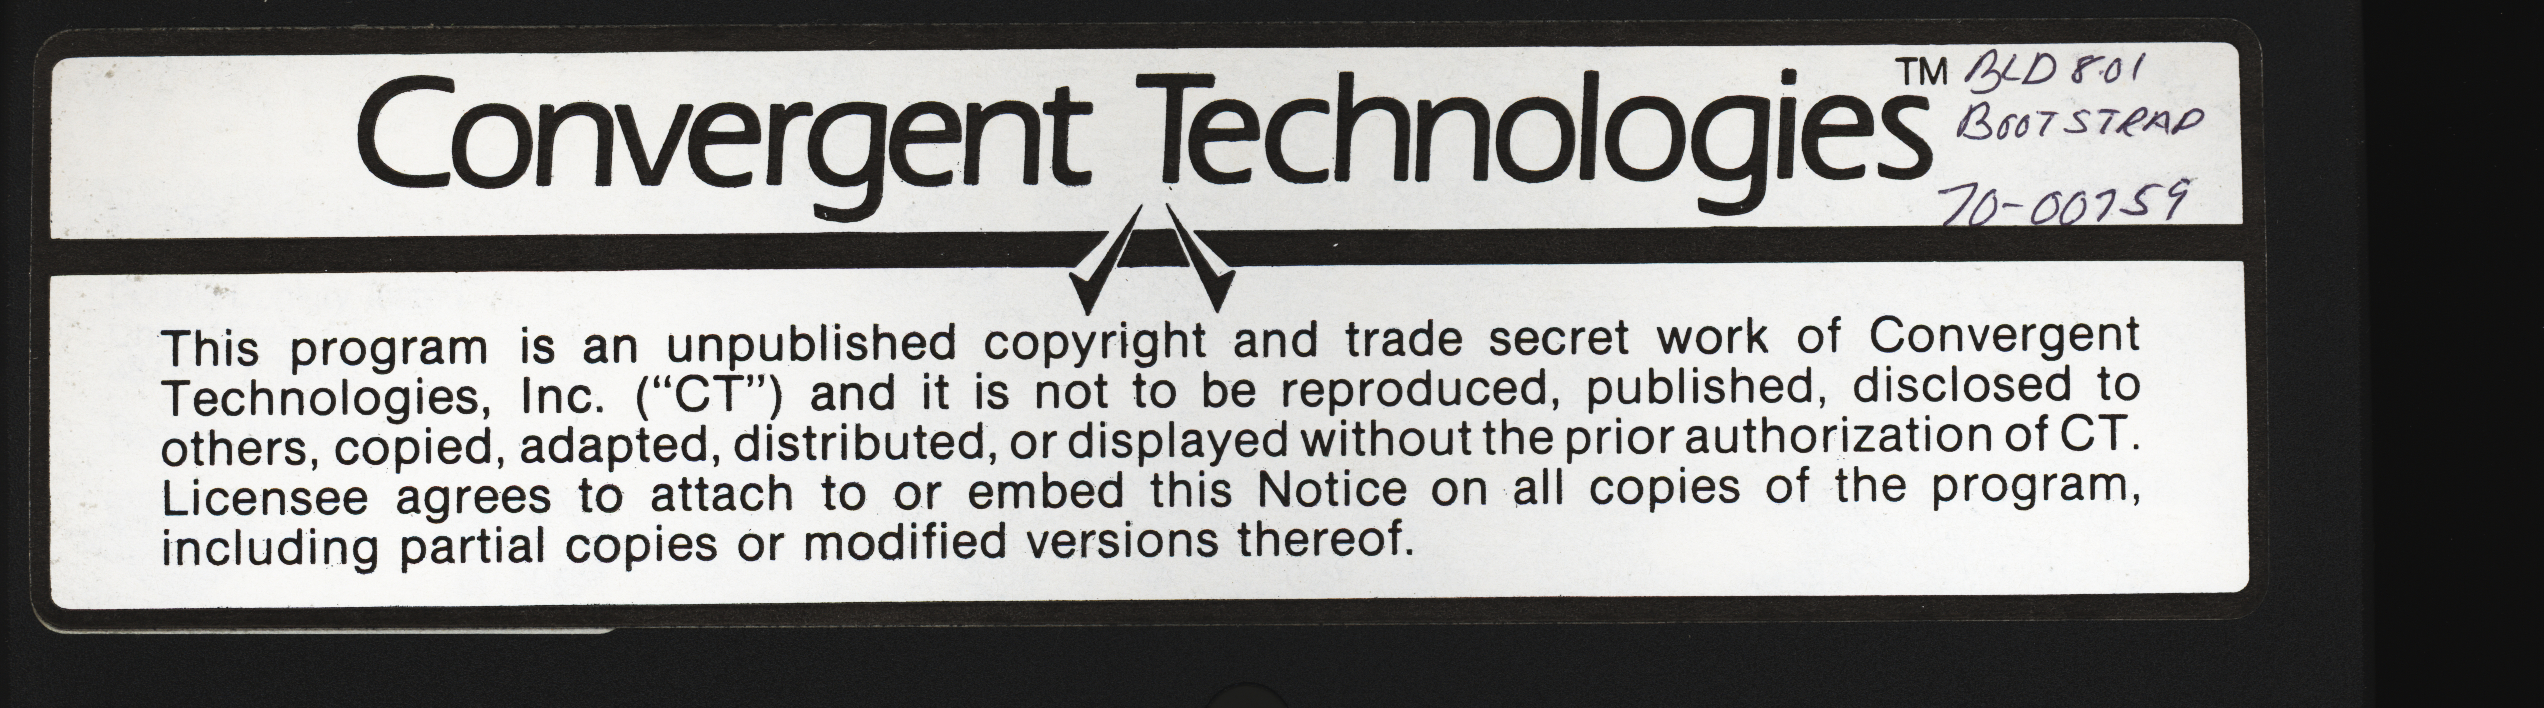 Convergent Technologies™
BLD 8.01
BOOTSTRAP
70-00759
This program is an unpublished copyright and trade secret work of Convergent
Technologies, Inc. (“CT”) and it is not to be reproduced, published, disclosed to
others, copied, adapted, distributed, or displayed without the prior authorization of CT.
Licensee agrees to attach to or embed this Notice on all copies of the program,
including partial copies or modified versions thereof.